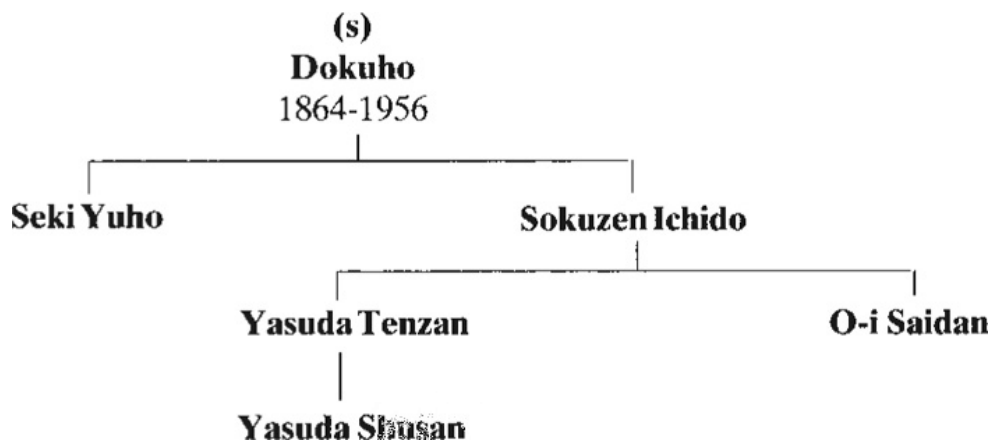 (s)
Dokuho
1864-1956
Seki Yuho
Sokuzen Ichido
Yasuda Tenzan
O-i Saidan
Yasuda Shusan